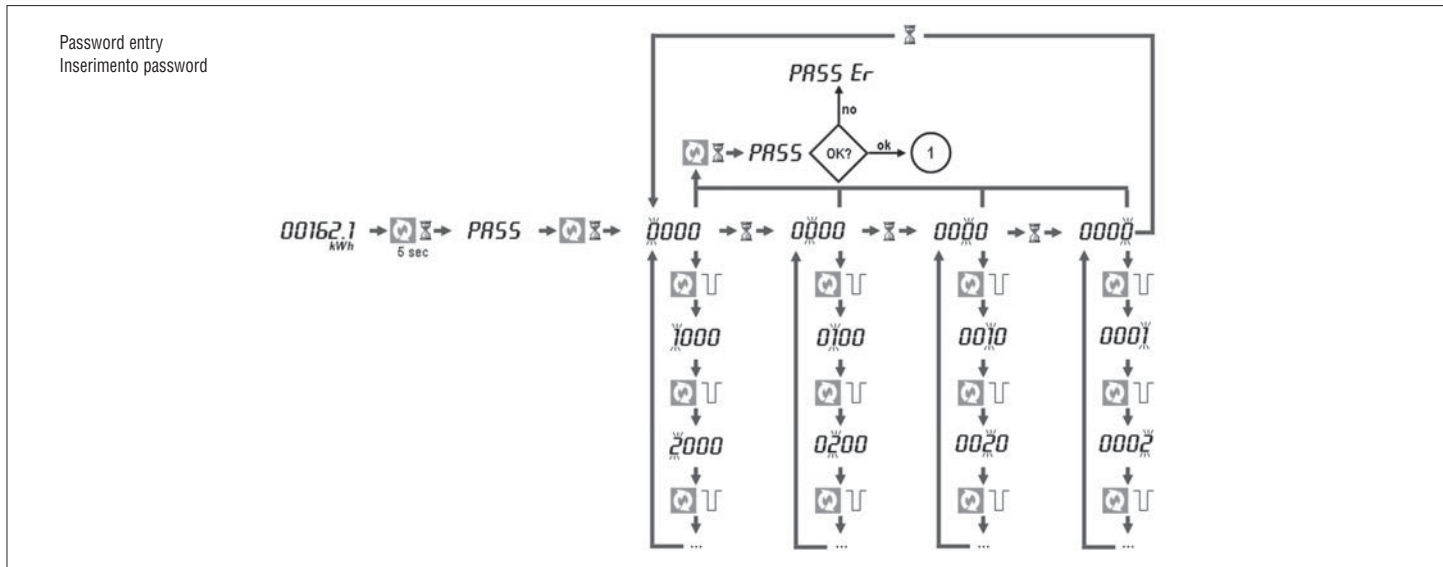 Password entry
Inserimento password
PASS Er
no
PASS OK? ok 1
00162.1 PASS 0000 0000 0000 0000
kWh
5 sec
1000 0100 0010 0001
2000 0200 0020 0002
... ... ... ...